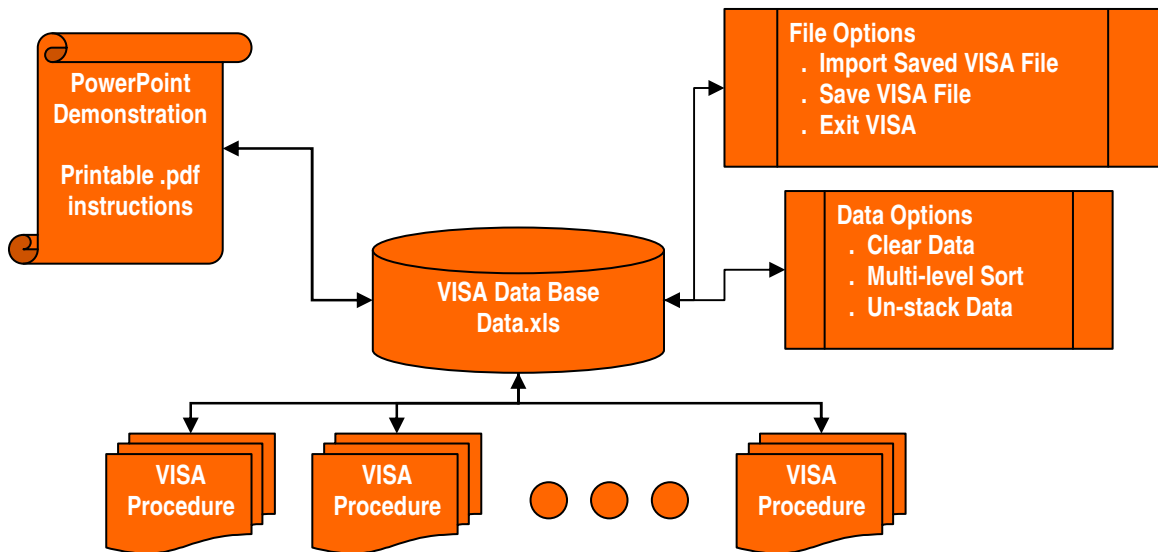 PowerPoint
Demonstration
Printable .pdf
instructions
File Options
. Import Saved VISA File
. Save VISA File
. Exit VISA
Data Options
. Clear Data
. Multi-level Sort
. Un-stack Data
VISA Data Base
Data.xls
VISA
Procedure
VISA
Procedure
VISA
Procedure